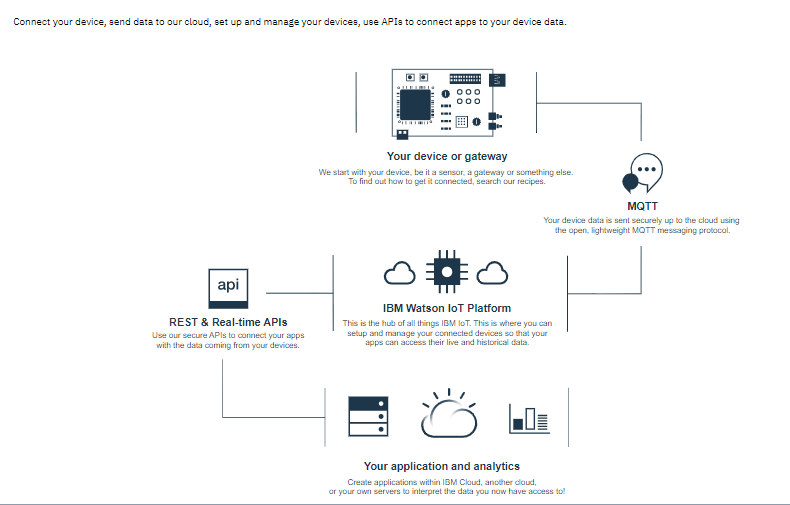 Connect your device, send data to our cloud, set up and manage your devices, use APIs to connect apps to your device data.
Your device or gateway
We start with your device, be it a sensor, a gateway or something else.
To find out how to get it connected, search our recipes.
MQTT
Your device data is sent securely up to the cloud using
the open, lightweight MQTT messaging protocol.
IBM Watson IoT Platform
This is the hub of all things IBM IoT. This is where you can
setup and manage your connected devices so that your
apps can access their live and historical data.
api
REST & Real-time APIs
Use our secure APIs to connect your apps
with the data coming from your devices.
Your application and analytics
Create applications within IBM Cloud, another cloud,
or your own servers to interpret the data you now have access to!